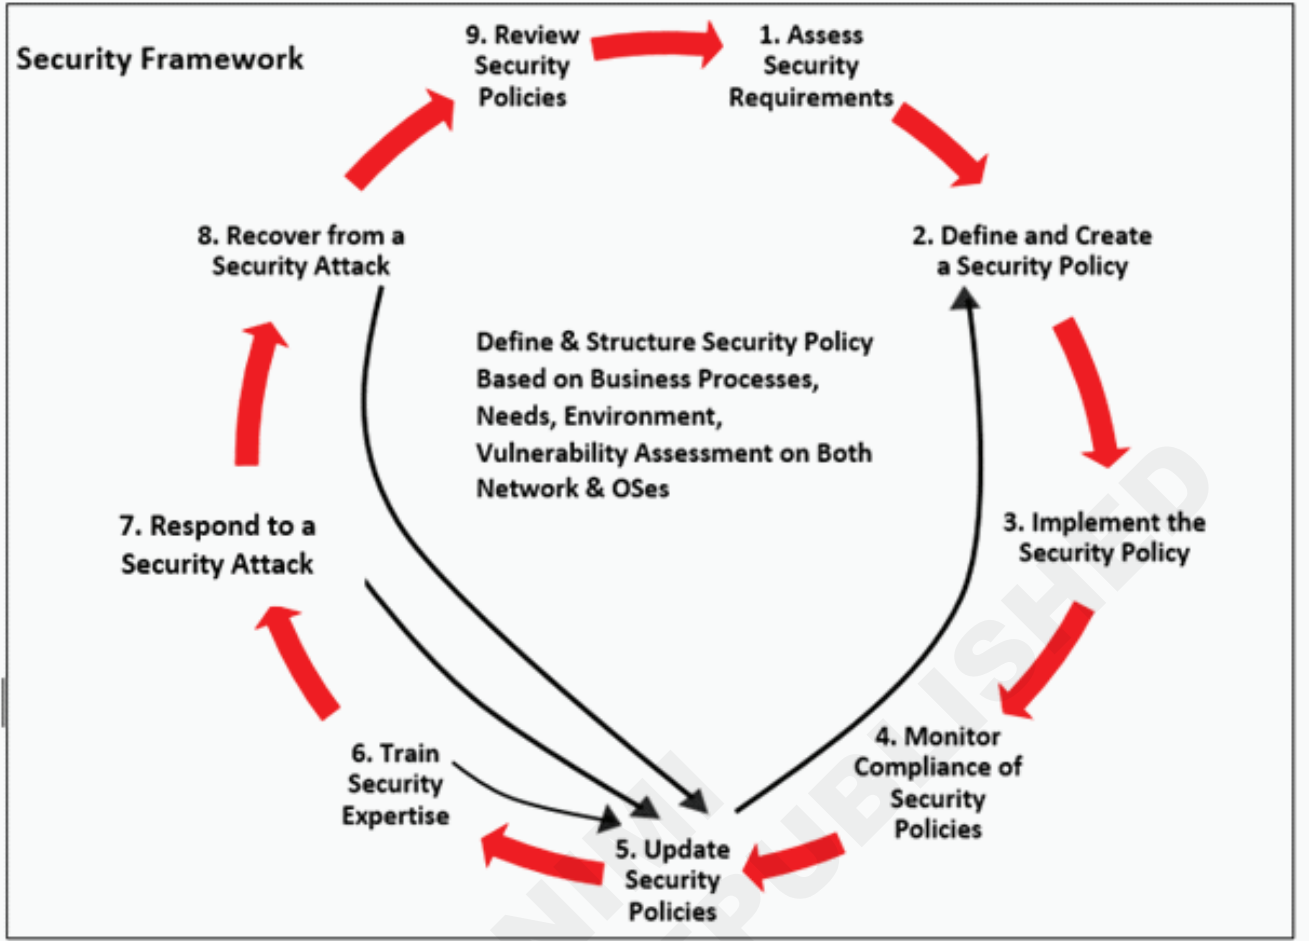 Security Framework
9. Review
Security
Policies
1. Assess
Security
Requirements
2. Define and Create
a Security Policy
3. Implement the
Security Policy
4. Monitor
Compliance of
Security
Policies
5. Update
Security
Policies
6. Train
Security
Expertise
7. Respond to a
Security Attack
8. Recover from a
Security Attack
Define & Structure Security Policy
Based on Business Processes,
Needs, Environment,
Vulnerability Assessment on Both
Network & OSes
NIMI
PUBLISHED